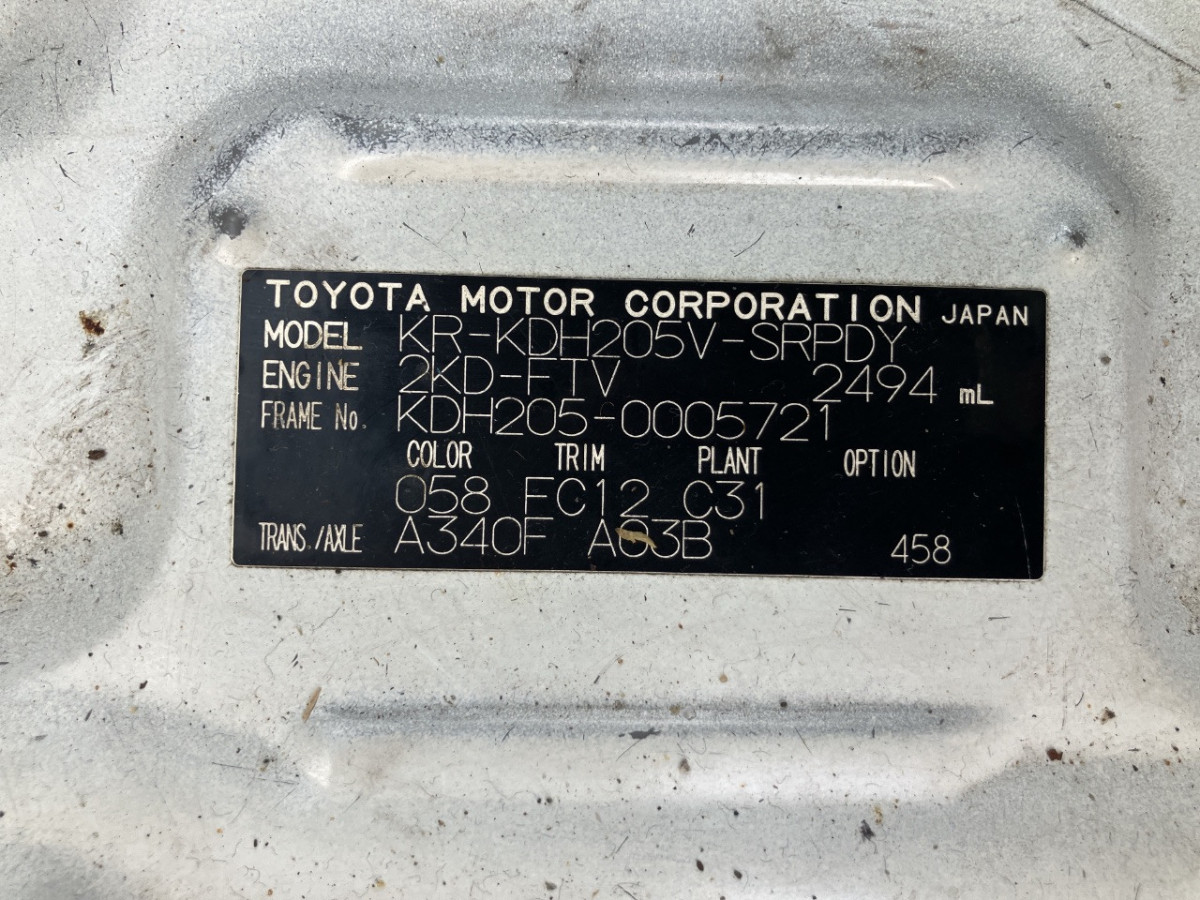 TOYOTA MOTOR CORPORATION JAPAN
MODEL KR-KDH205V-SRPDY
ENGINE 2KD-FTV 2494 mL
FRAME No. KDH205-0005721
COLOR TRIM PLANT OPTION
058 FC12 C31
TRANS./AXLE A340F A03B 458